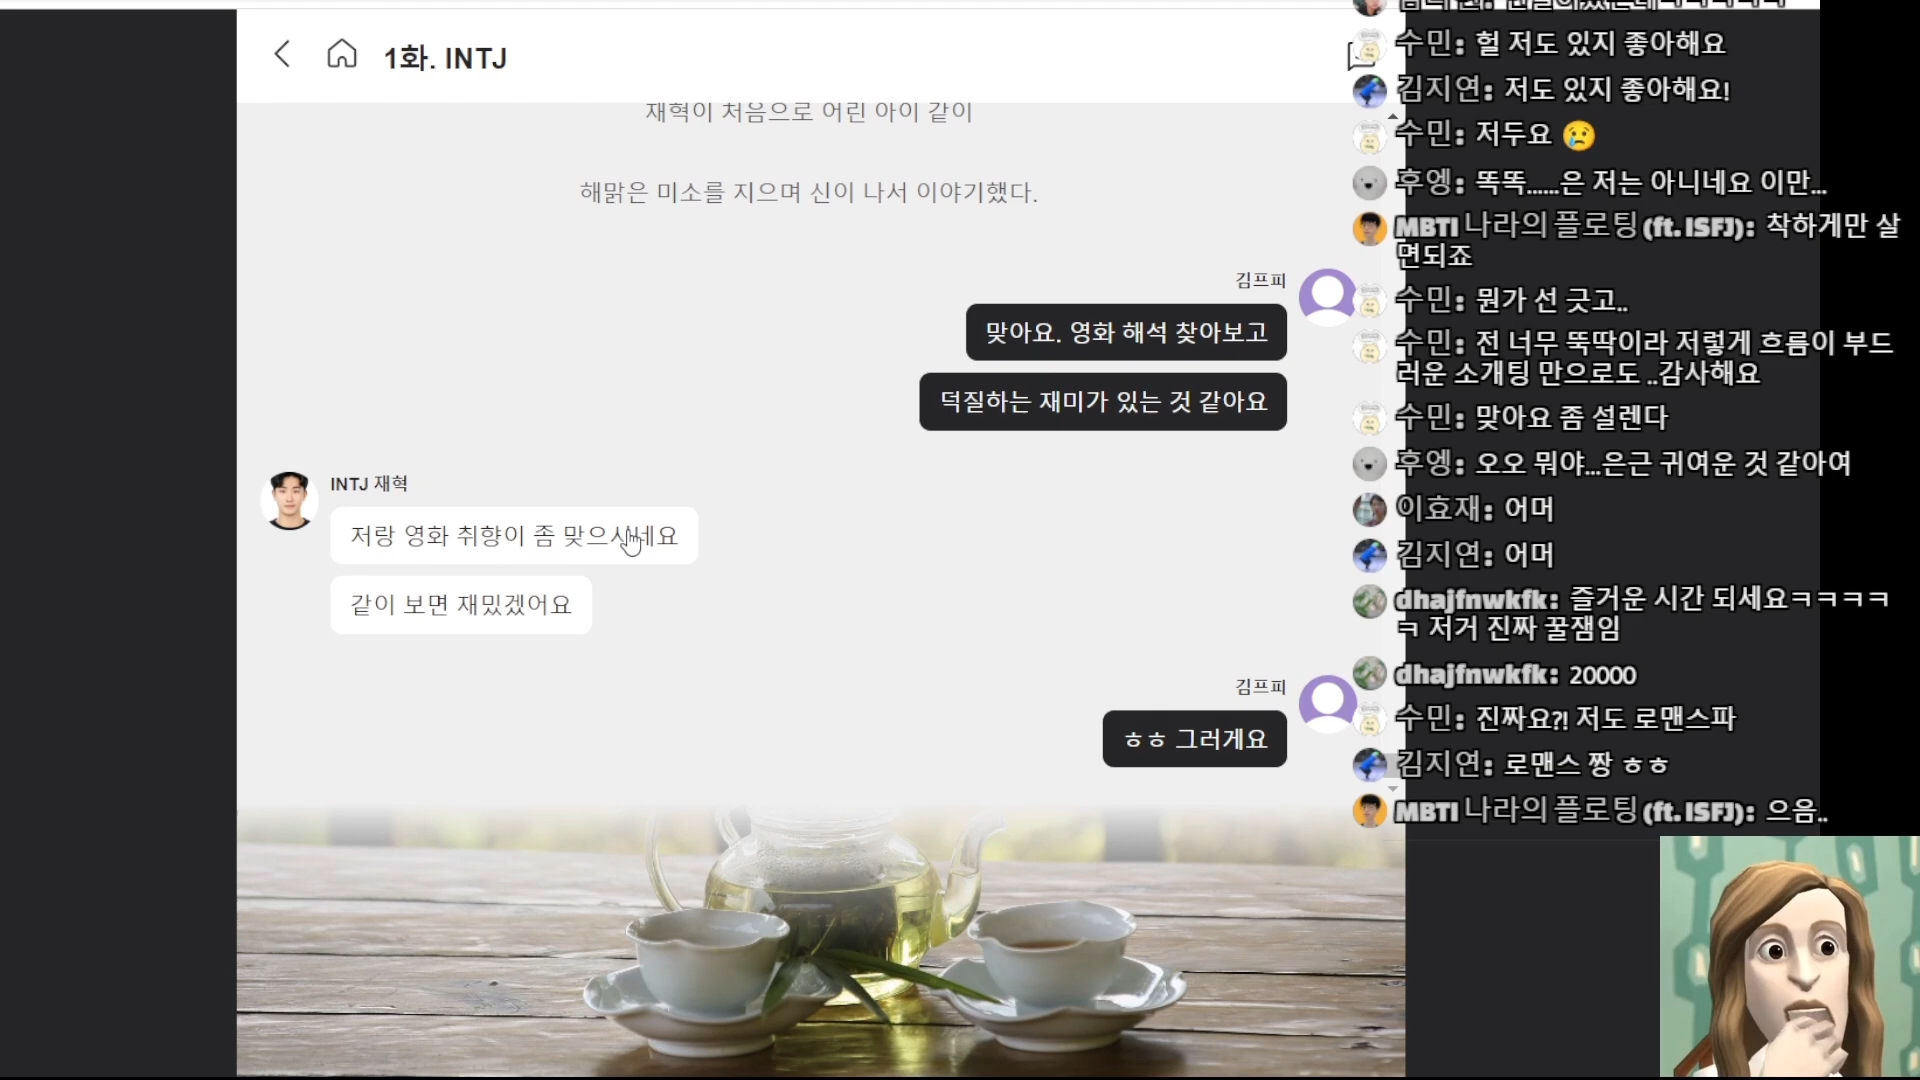 1화. INTJ
재혁이 처음으로 어린 아이 같이
해맑은 미소를 지으며 신이 나서 이야기했다.
김프피
맞아요. 영화 해석 찾아보고
덕질하는 재미가 있는 것 같아요
INTJ 재혁
저랑 영화 취향이 좀 맞으시네요
같이 보면 재밌겠어요
김프피
ㅎㅎ 그러게요
수민: 헐 저도 있지 좋아해요
김지연: 저도 있지 좋아해요!
수민: 저두요 😢
후엥: 똑똑......은 저는 아니네요 이만...
MBTI 나라의 플로팅 (ft. ISFJ): 착하게만 살
면되죠
수민: 뭔가 선 긋고..
수민: 전 너무 뚝딱이라 저렇게 흐름이 부드
러운 소개팅 만으로도 ..감사해요
수민: 맞아요 좀 설렌다
후엥: 오오 뭐야...은근 귀여운 것 같아여
이효재: 어머
김지연: 어머
dhajfnwkfk: 즐거운 시간 되세요ㅋㅋㅋㅋ
ㅋ 저거 진짜 꿀잼임
dhajfnwkfk: 20000
수민: 진짜요?! 저도 로맨스파
김지연: 로맨스 짱 ㅎㅎ
MBTI 나라의 플로팅 (ft. ISFJ): 으음..